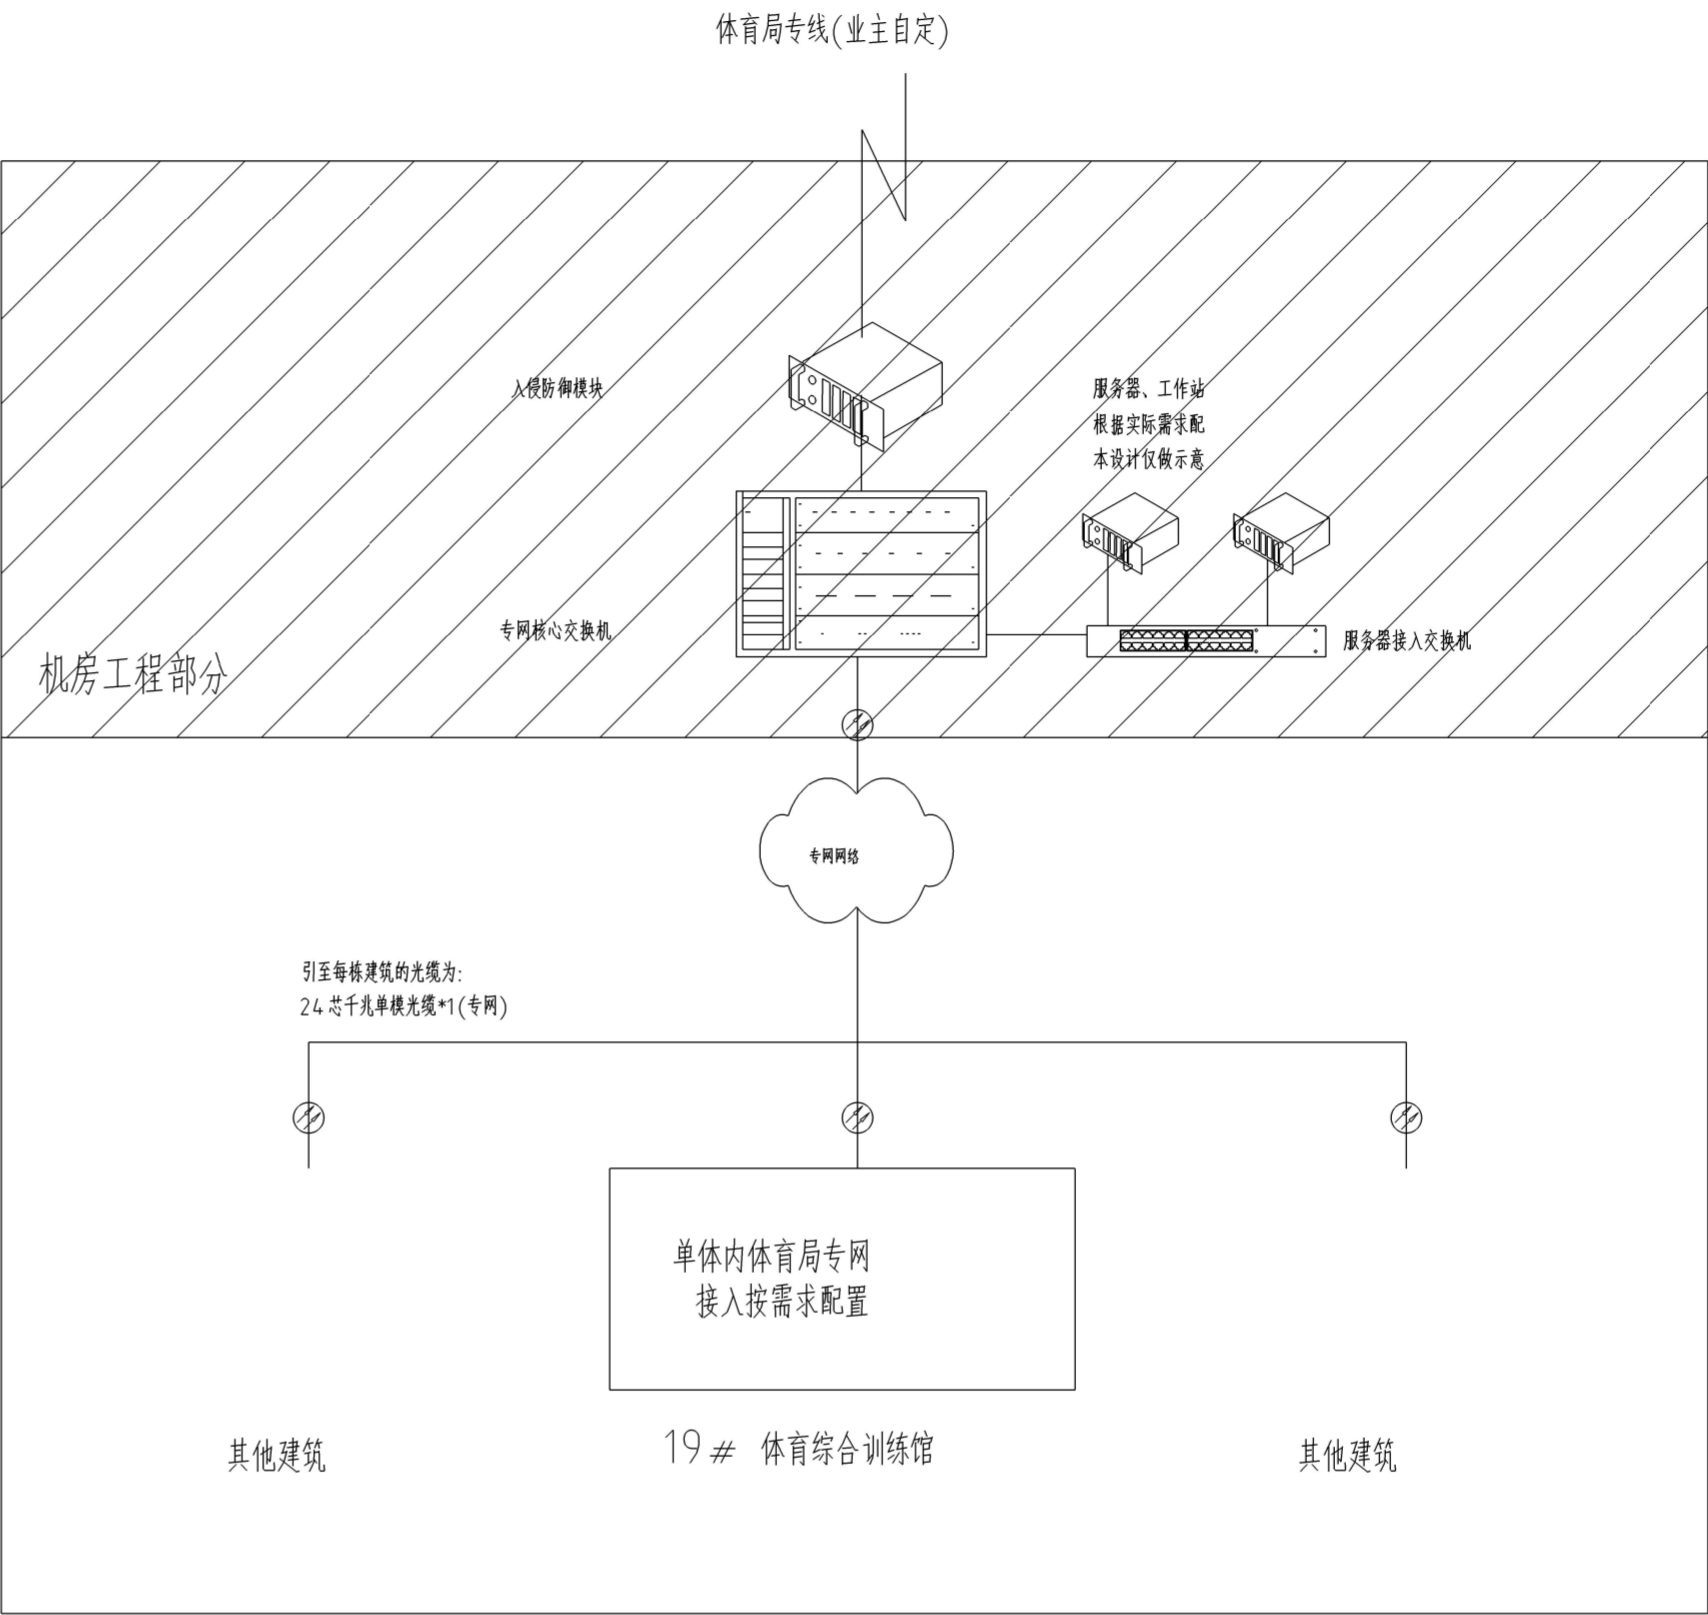 体育局专线(业主自定)
入侵防御模块
服务器、工作站
根据实际需求配
本设计仅做示意
专网核心交换机
服务器接入交换机
机房工程部分
专网网络
引至每栋建筑的光缆为:
24芯千兆单模光缆*1(专网)
单体内体育局专网
接入按需求配置
其他建筑
19# 体育综合训练馆
其他建筑